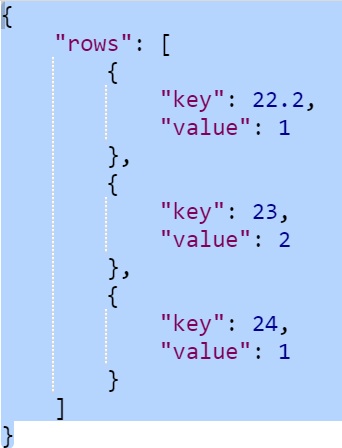 {
    "rows": [
        {
            "key": 22.2,
            "value": 1
        },
        {
            "key": 23,
            "value": 2
        },
        {
            "key": 24,
            "value": 1
        }
    ]
}